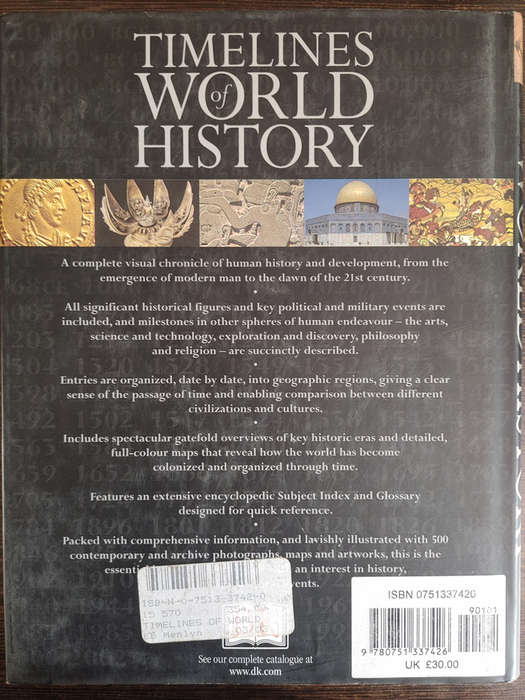 TIMELINES
of
WORLD
HISTORY
A complete visual chronicle of human history and development, from the
emergence of modern man to the dawn of the 21st century.
•
All significant historical figures and key political and military events are
included, and milestones in other spheres of human endeavour – the arts,
science and technology, exploration and discovery, philosophy
and religion – are succinctly described.
•
Entries are organized, date by date, into geographic regions, giving a clear
sense of the passage of time and enabling comparison between different
civilizations and cultures.
•
Includes spectacular gatefold overviews of key historic eras and detailed,
full-colour maps that reveal how the world has become
colonized and organized through time.
•
Features an extensive encyclopedic Subject Index and Glossary
designed for quick reference.
•
Packed with comprehensive information, and lavishly illustrated with 500
contemporary and archive photographs, maps and artworks, this is the
an interest in history,
ISBN-0-7513-3742-0
TIMELINES OF WORLD
Menlyn
See our complete catalogue at
www.dk.com
ISBN 0751337420
90101
9 780751 337426
UK £30.00